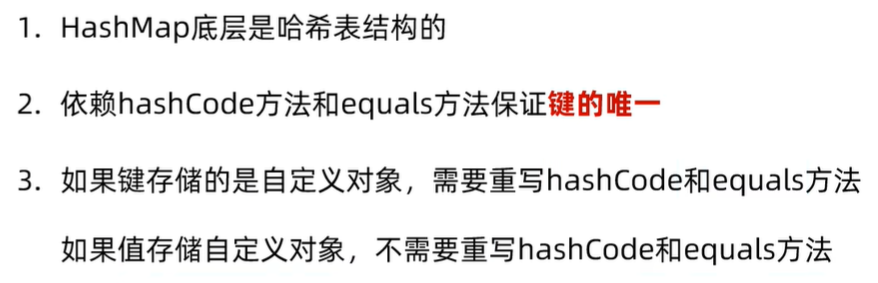 1. HashMap底层是哈希表结构的
2. 依赖hashCode方法和equals方法保证键的唯一
3. 如果键存储的是自定义对象，需要重写hashCode和equals方法
如果值存储自定义对象，不需要重写hashCode和equals方法